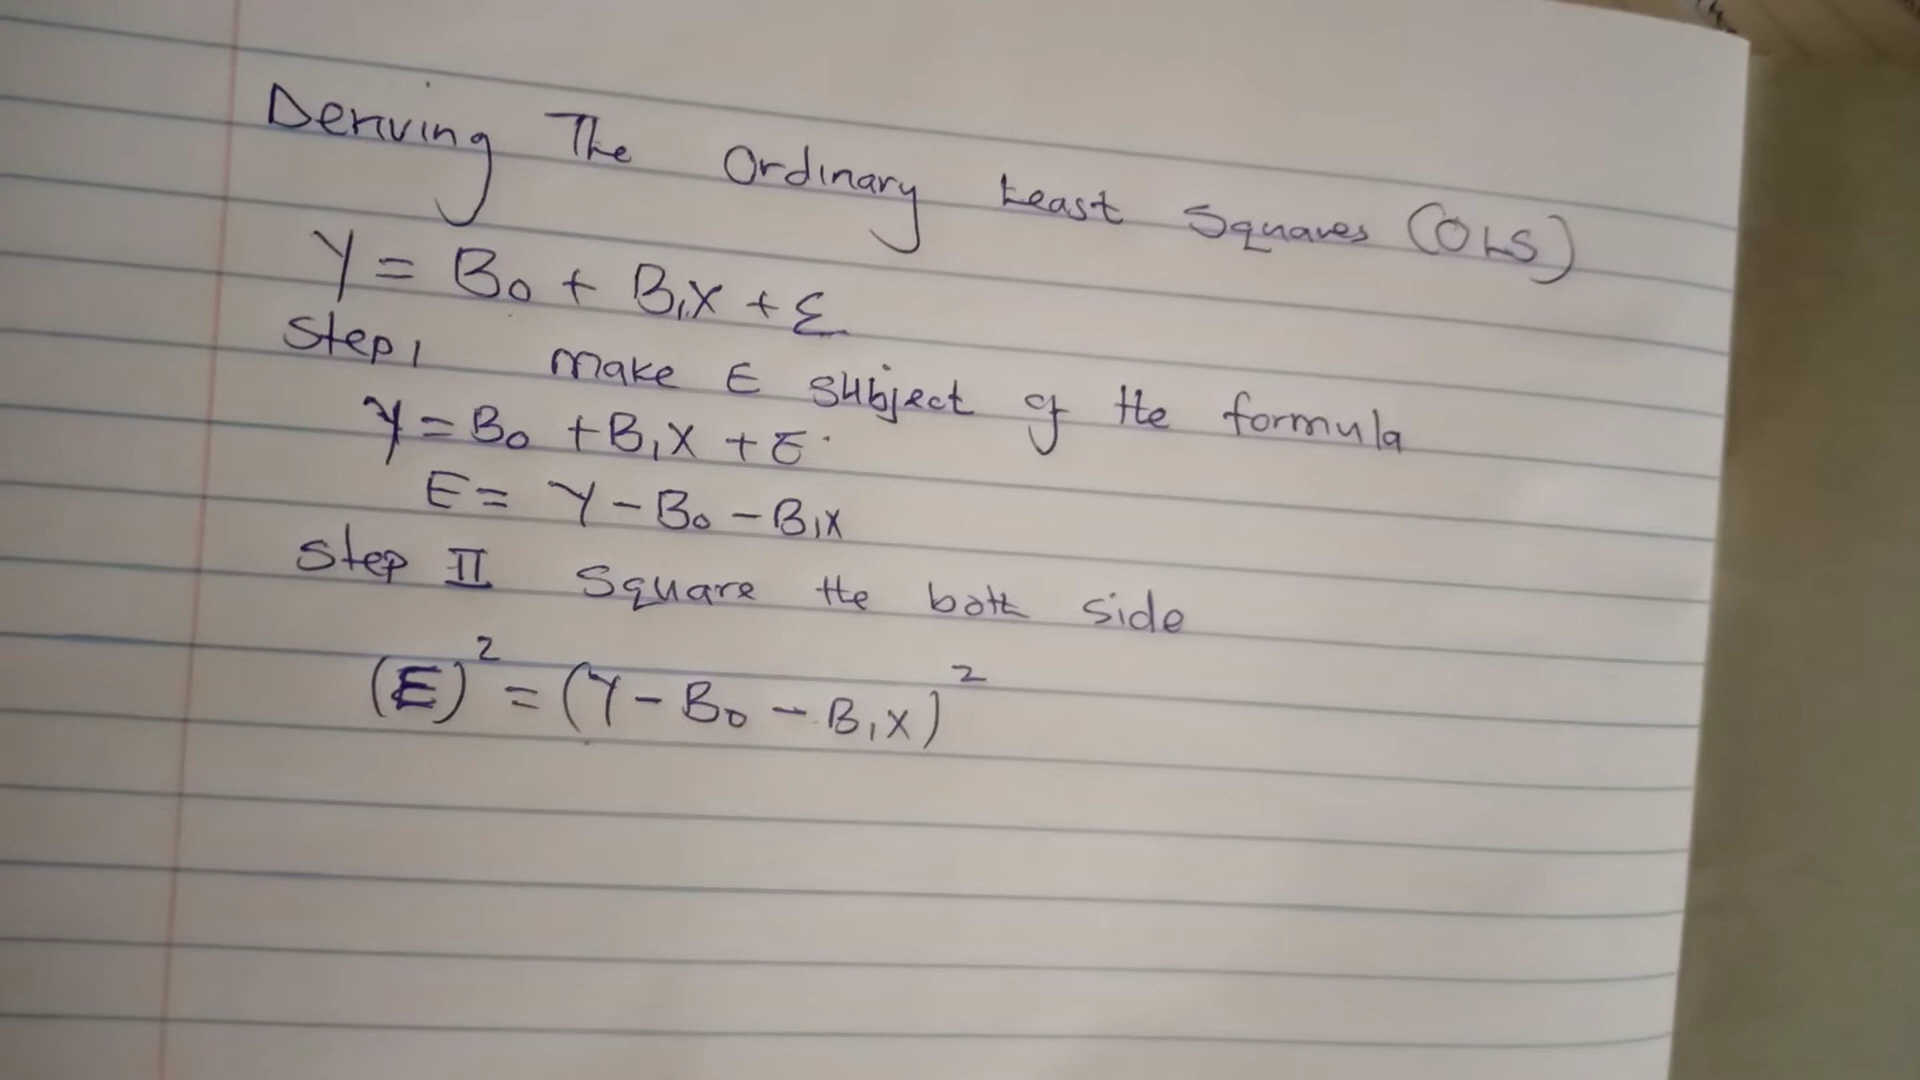 Deriving The Ordinary Least Squares (OLS)
Y = B₀ + B₁X + ε
Step 1 make E subject of the formula
Y = B₀ + B₁X + E
E = Y - B₀ - B₁X
Step II Square the both side
(E)² = (Y - B₀ - B₁X)²